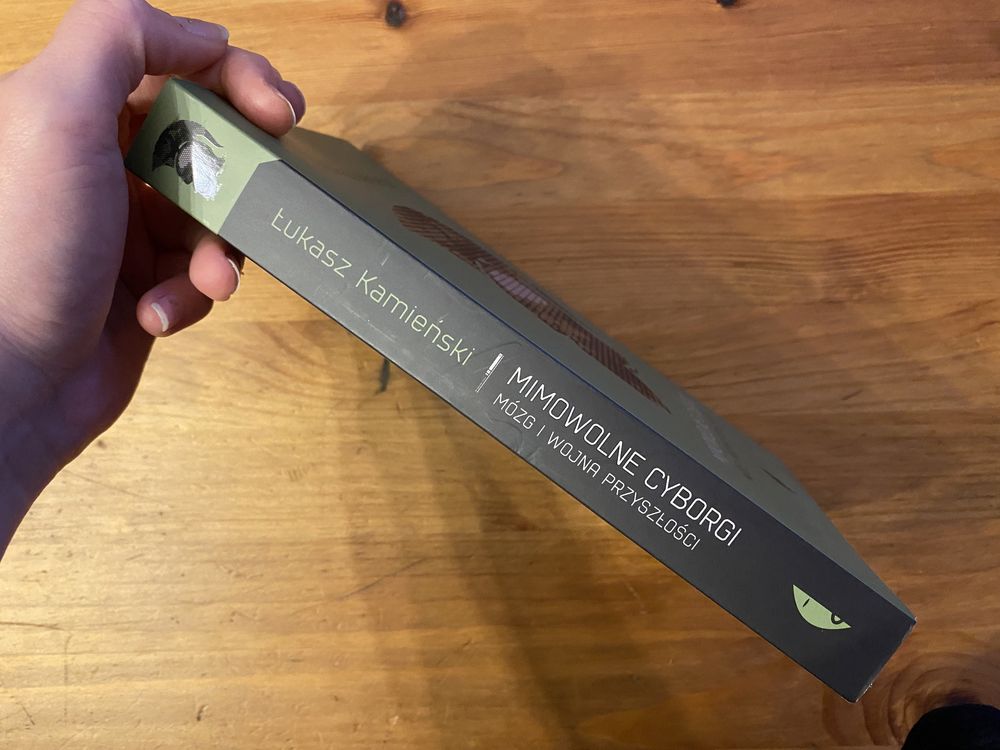 Łukasz Kamieński
MIMOWOLNE CYBORGI
MÓZG I WOJNA PRZYSZŁOŚCI